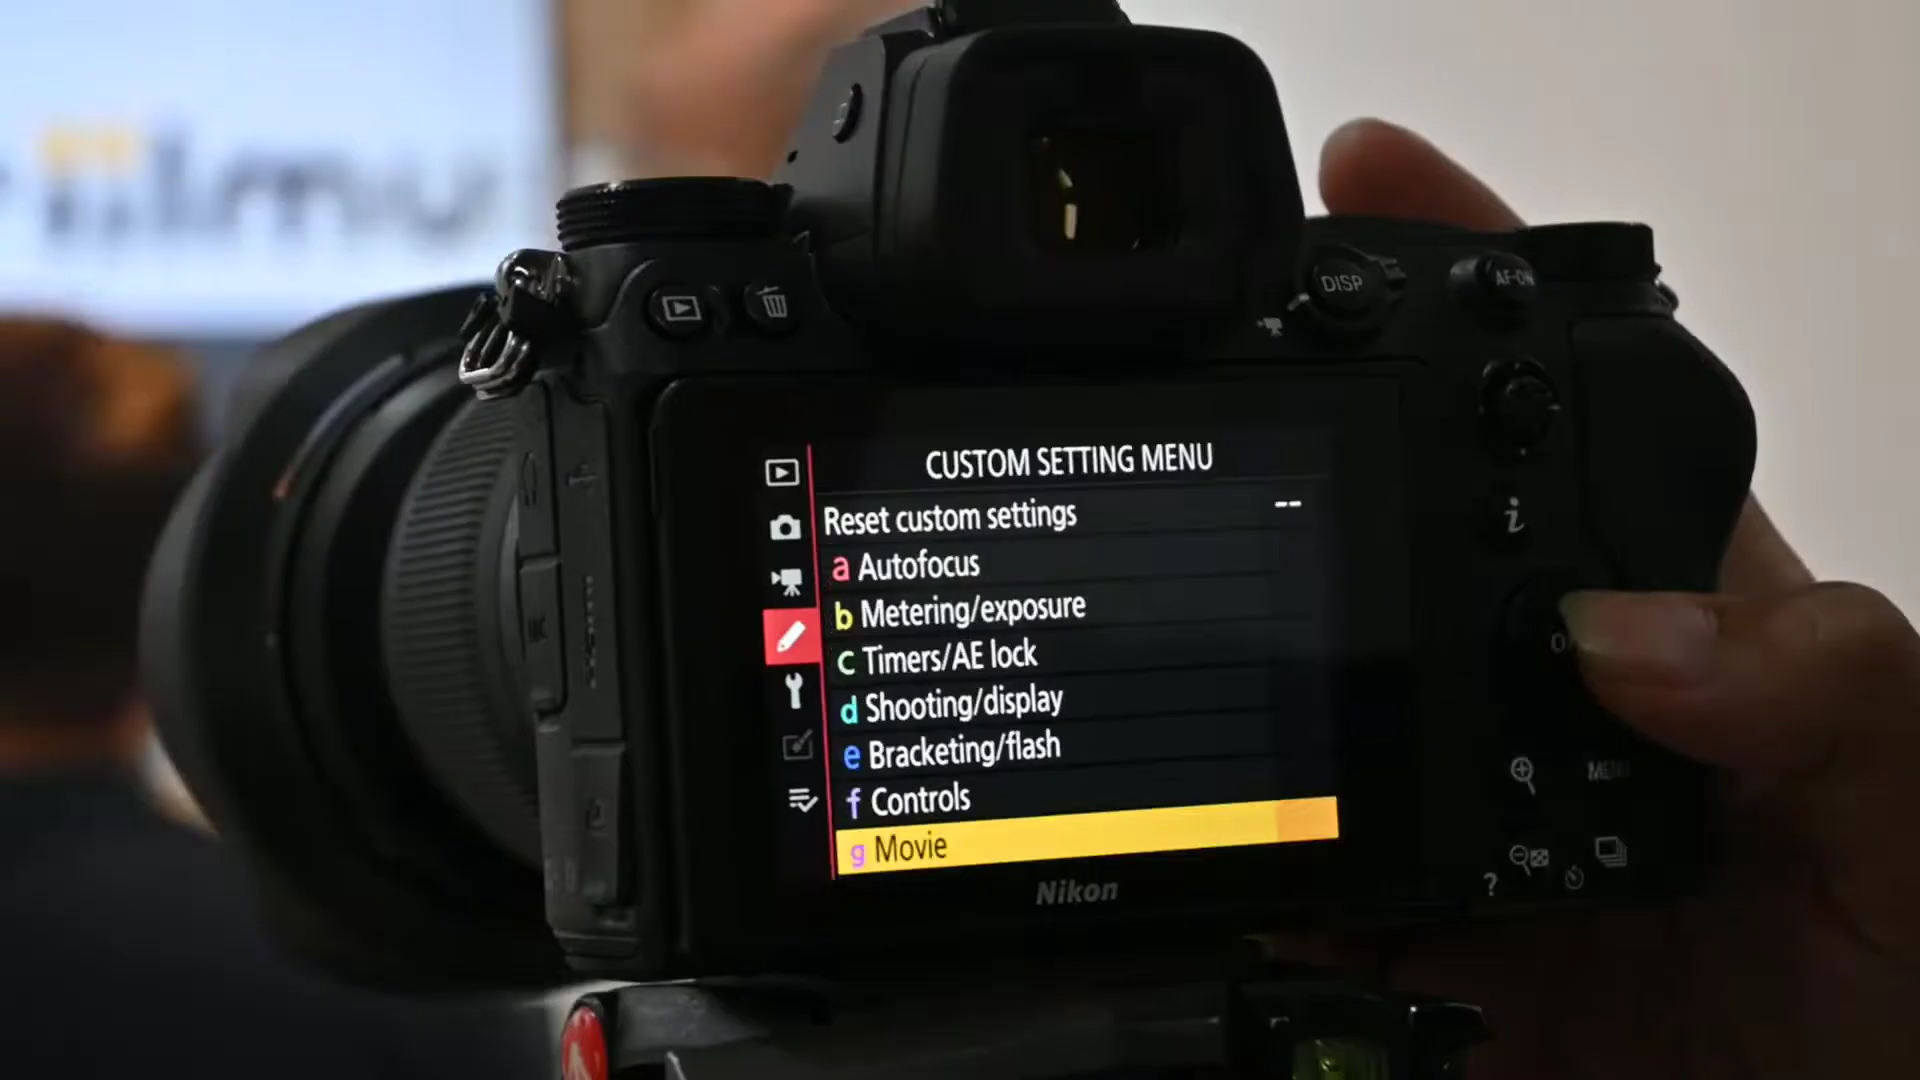 DISP
AF-ON
CUSTOM SETTING MENU
Reset custom settings --
a Autofocus
b Metering/exposure
c Timers/AE lock
d Shooting/display
e Bracketing/flash
f Controls
g Movie
i
MENU
?
Nikon